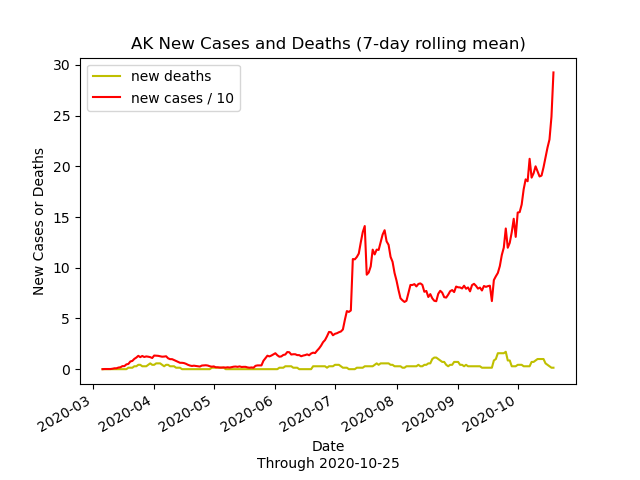 AK New Cases and Deaths (7-day rolling mean)
new deaths
new cases / 10
New Cases or Deaths
30
25
20
15
10
5
0
2020-03
2020-04
2020-05
2020-06
2020-07
2020-08
2020-09
2020-10
Date
Through 2020-10-25